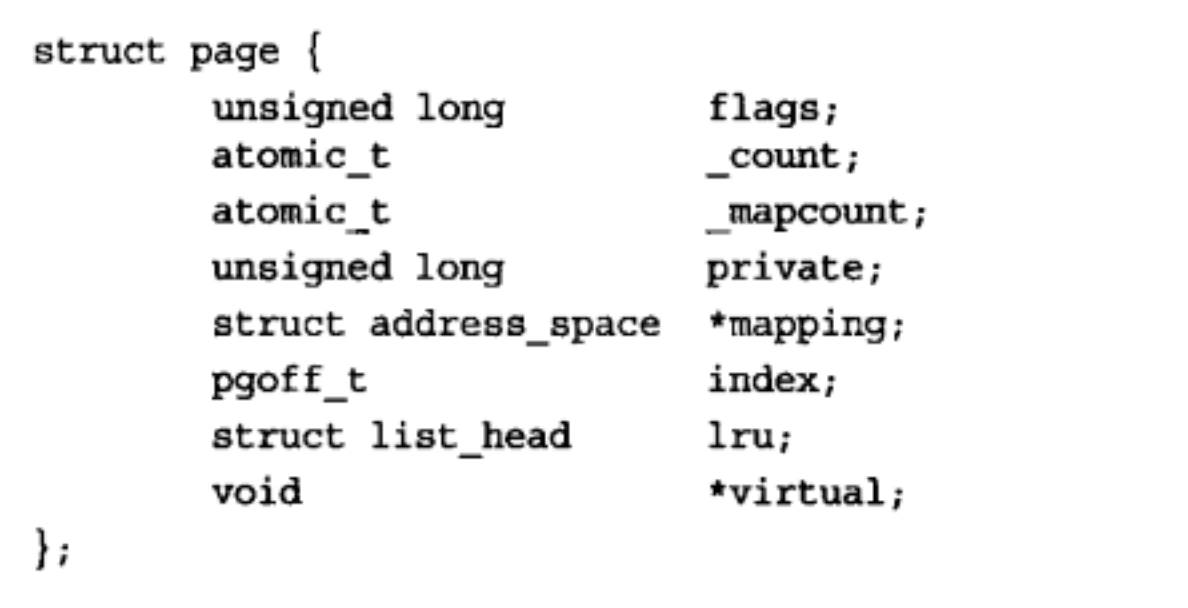 struct page {
        unsigned long         flags;
        atomic_t              _count;
        atomic_t              _mapcount;
        unsigned long         private;
        struct address_space  *mapping;
        pgoff_t               index;
        struct list_head      lru;
        void                  *virtual;
};